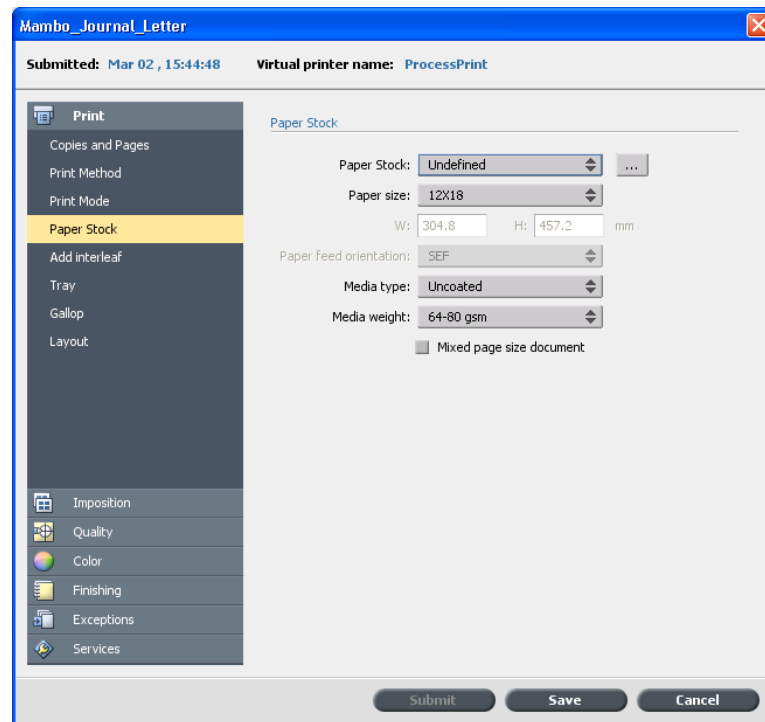 Mambo_Journal_Letter
Submitted: Mar 02 , 15:44:48 Virtual printer name: ProcessPrint
Print
Copies and Pages
Print Method
Print Mode
Paper Stock
Add interleaf
Tray
Gallop
Layout
Imposition
Quality
Color
Finishing
Exceptions
Services
Paper Stock
Paper Stock: Undefined ...
Paper size: 12X18
W: 304.8 H: 457.2 mm
Paper feed orientation: SEF
Media type: Uncoated
Media weight: 64-80 gsm
Mixed page size document
Submit Save Cancel